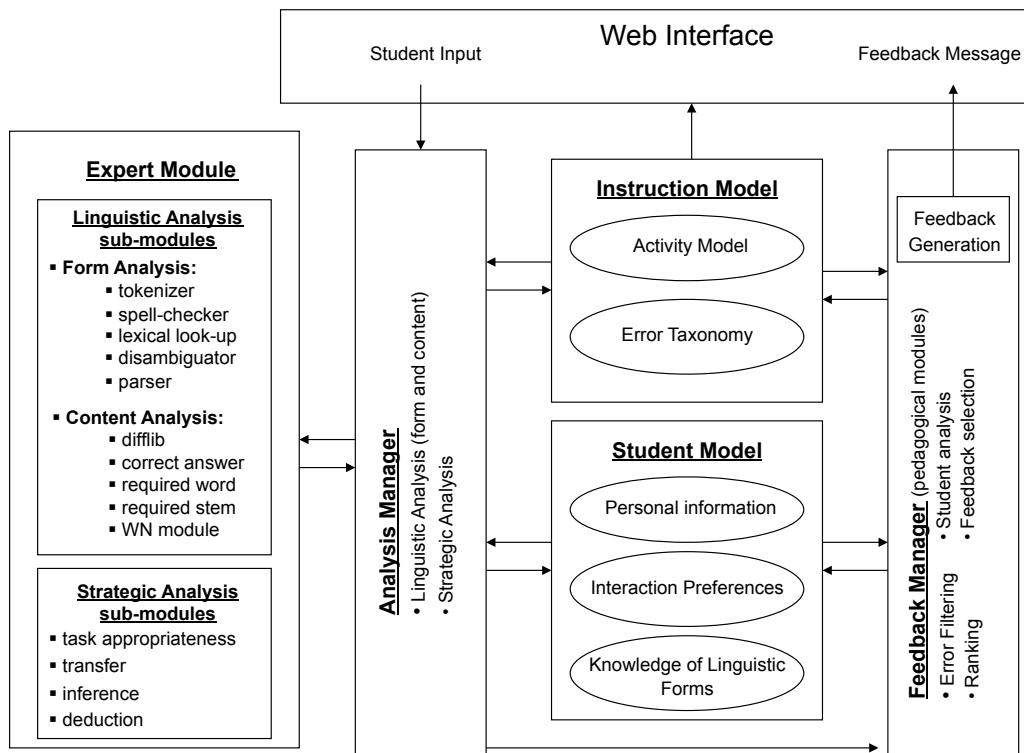 Web Interface
Student Input
Feedback Message
Expert Module
Linguistic Analysis
sub-modules
▪ Form Analysis:
▪ tokenizer
▪ spell-checker
▪ lexical look-up
▪ disambiguator
▪ parser
▪ Content Analysis:
▪ difflib
▪ correct answer
▪ required word
▪ required stem
▪ WN module
Strategic Analysis
sub-modules
▪ task appropriateness
▪ transfer
▪ inference
▪ deduction
Analysis Manager
• Linguistic Analysis (form and content)
• Strategic Analysis
Instruction Model
Activity Model
Error Taxonomy
Student Model
Personal information
Interaction Preferences
Knowledge of Linguistic
Forms
Feedback
Generation
Feedback Manager (pedagogical modules)
• Error Filtering
• Student analysis
• Ranking
• Feedback selection